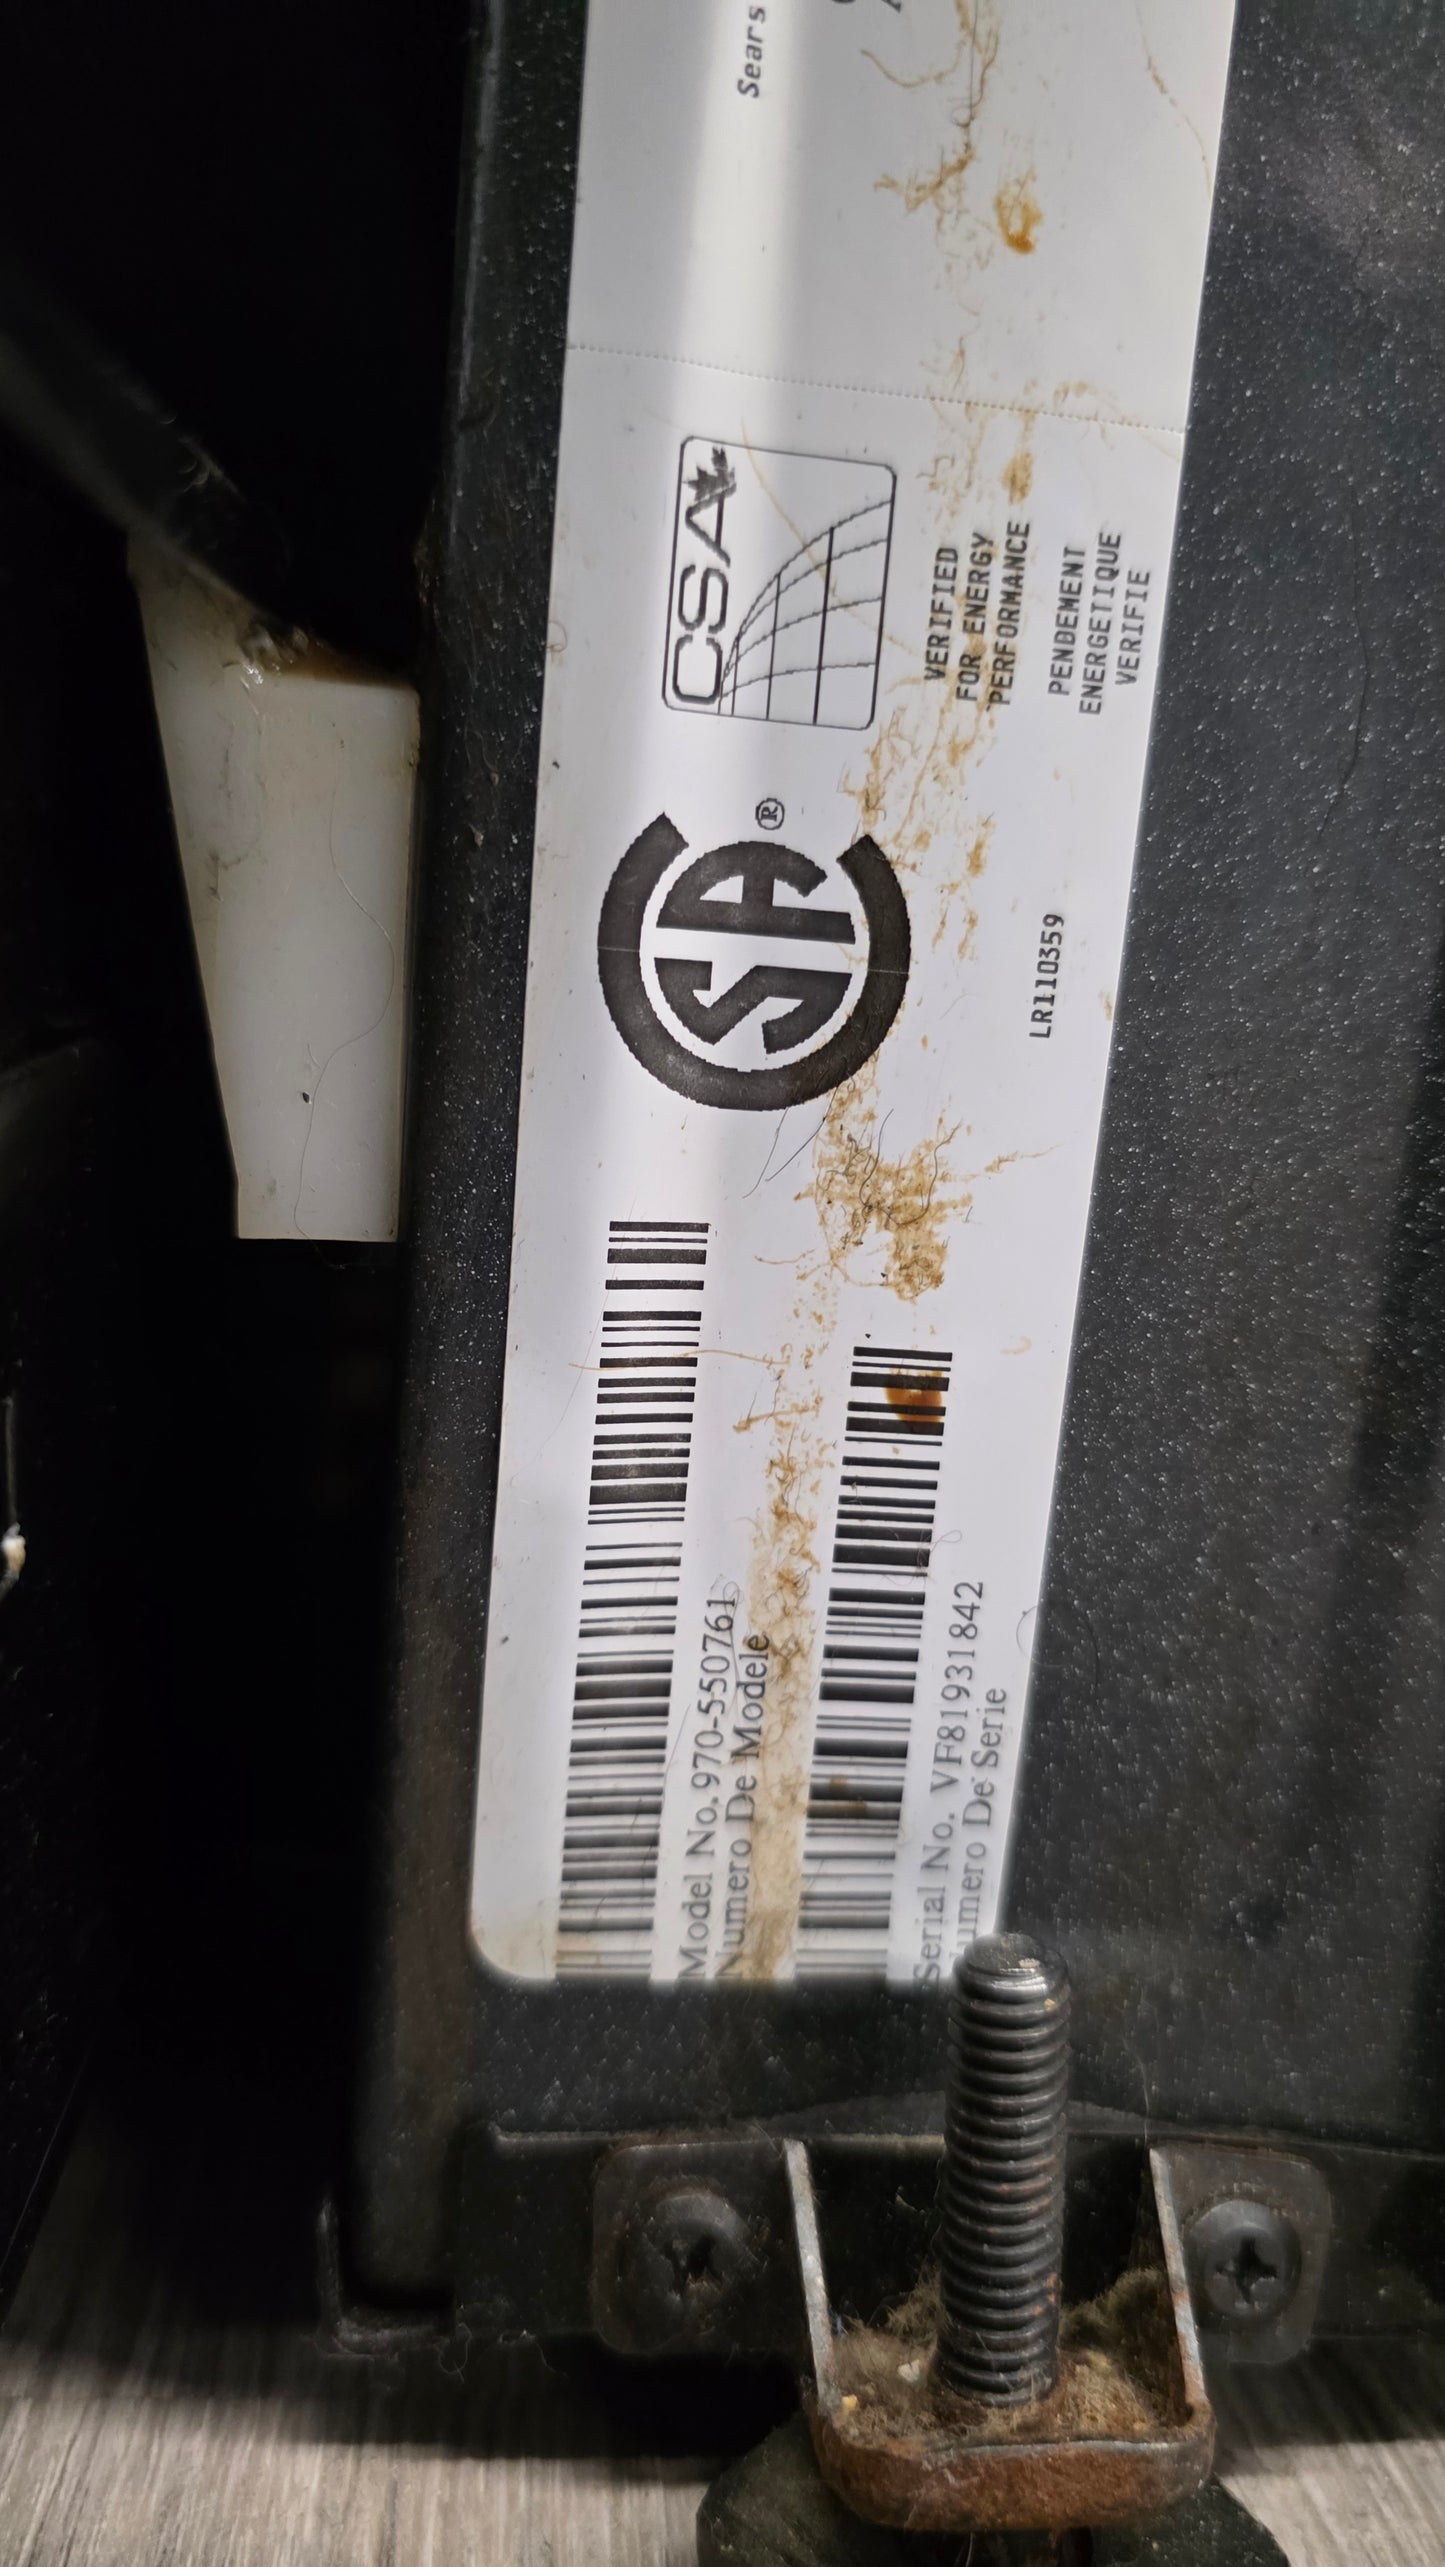 Model No. 970-550761
Numero De Modele
Serial No. VF81931842
Numero De Serie
CSA ®
LR110359
CSA
VERIFIED
FOR ENERGY
PERFORMANCE
PENDEMENT
ENERGETIQUE
VERIFIE
Sears